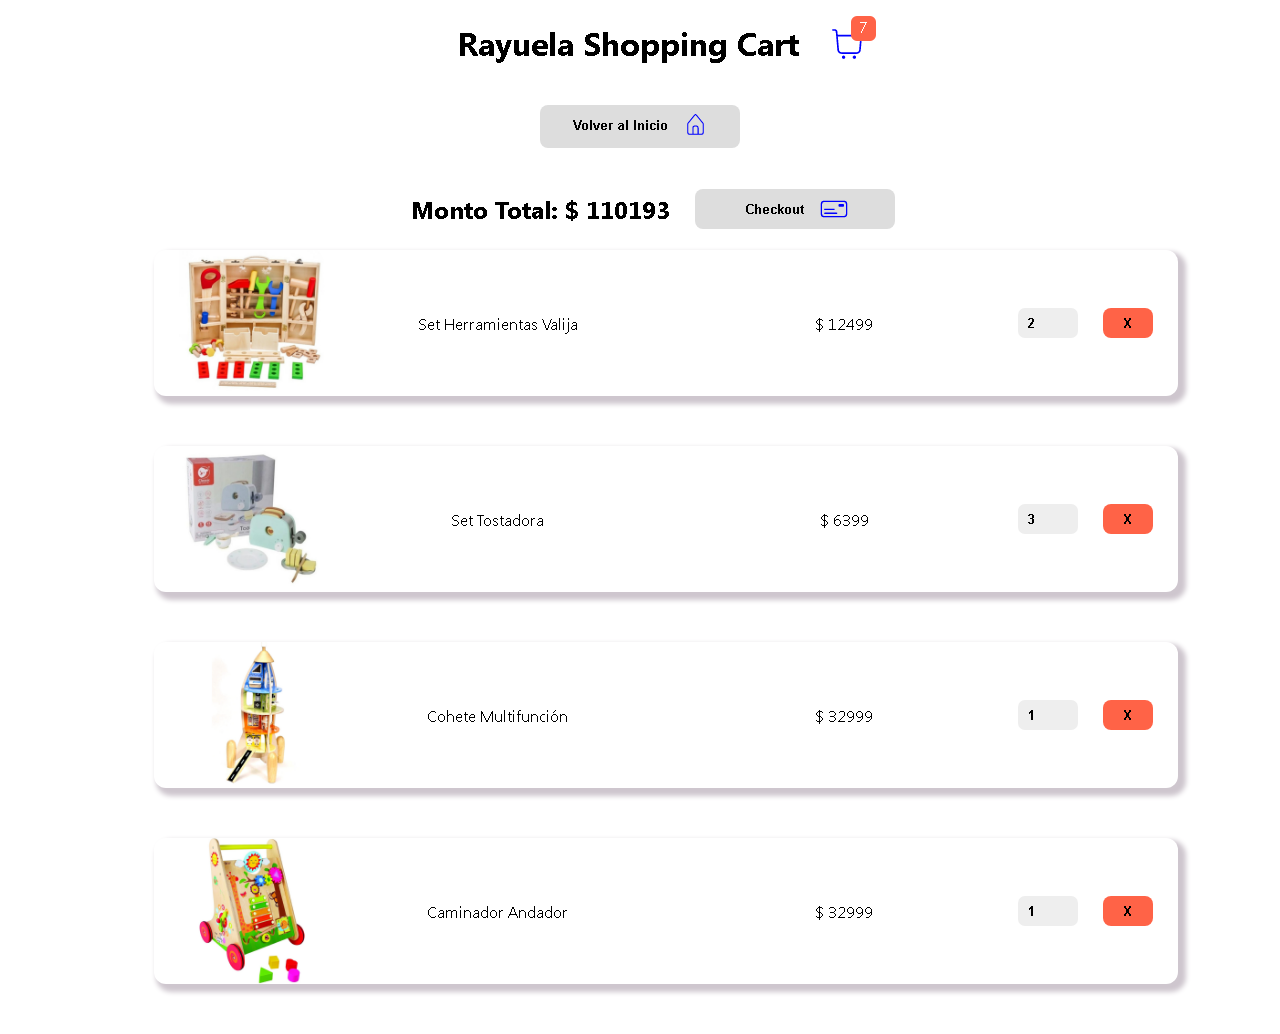 Rayuela Shopping Cart 7
Volver al Inicio
Monto Total: $ 110193 Checkout
Set Herramientas Valija $ 12499 2 X
Set Tostadora $ 6399 3 X
Cohete Multifunción $ 32999 1 X
Caminador Andador $ 32999 1 X